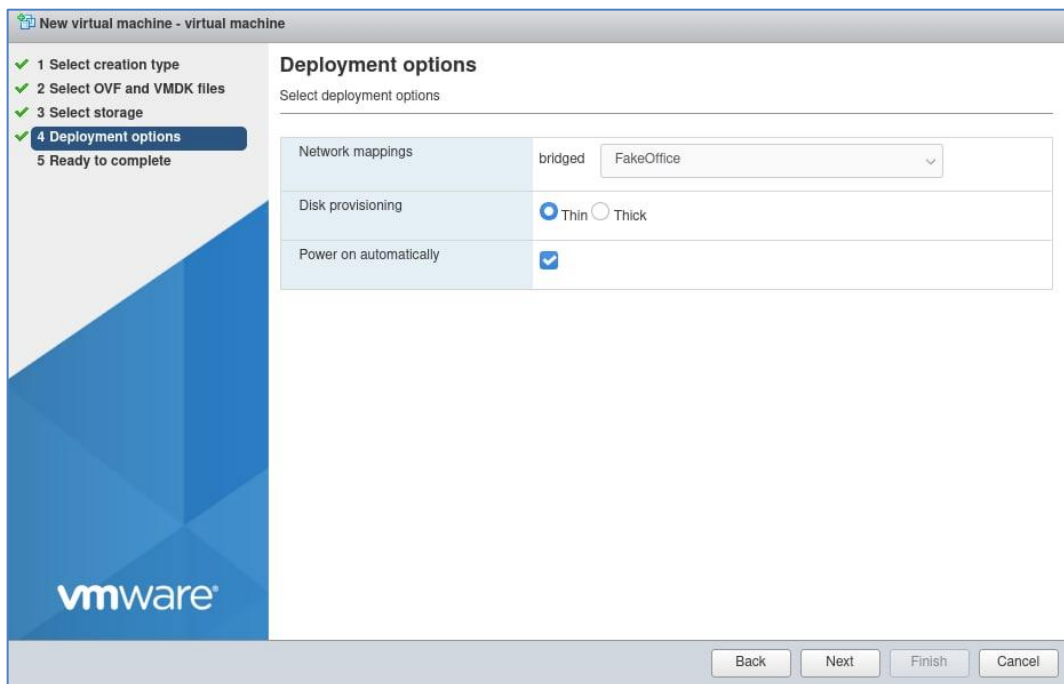 New virtual machine - virtual machine
1 Select creation type
2 Select OVF and VMDK files
3 Select storage
4 Deployment options
5 Ready to complete
Deployment options
Select deployment options
Network mappings bridged FakeOffice
Disk provisioning Thin Thick
Power on automatically
vmware®
Back Next Finish Cancel